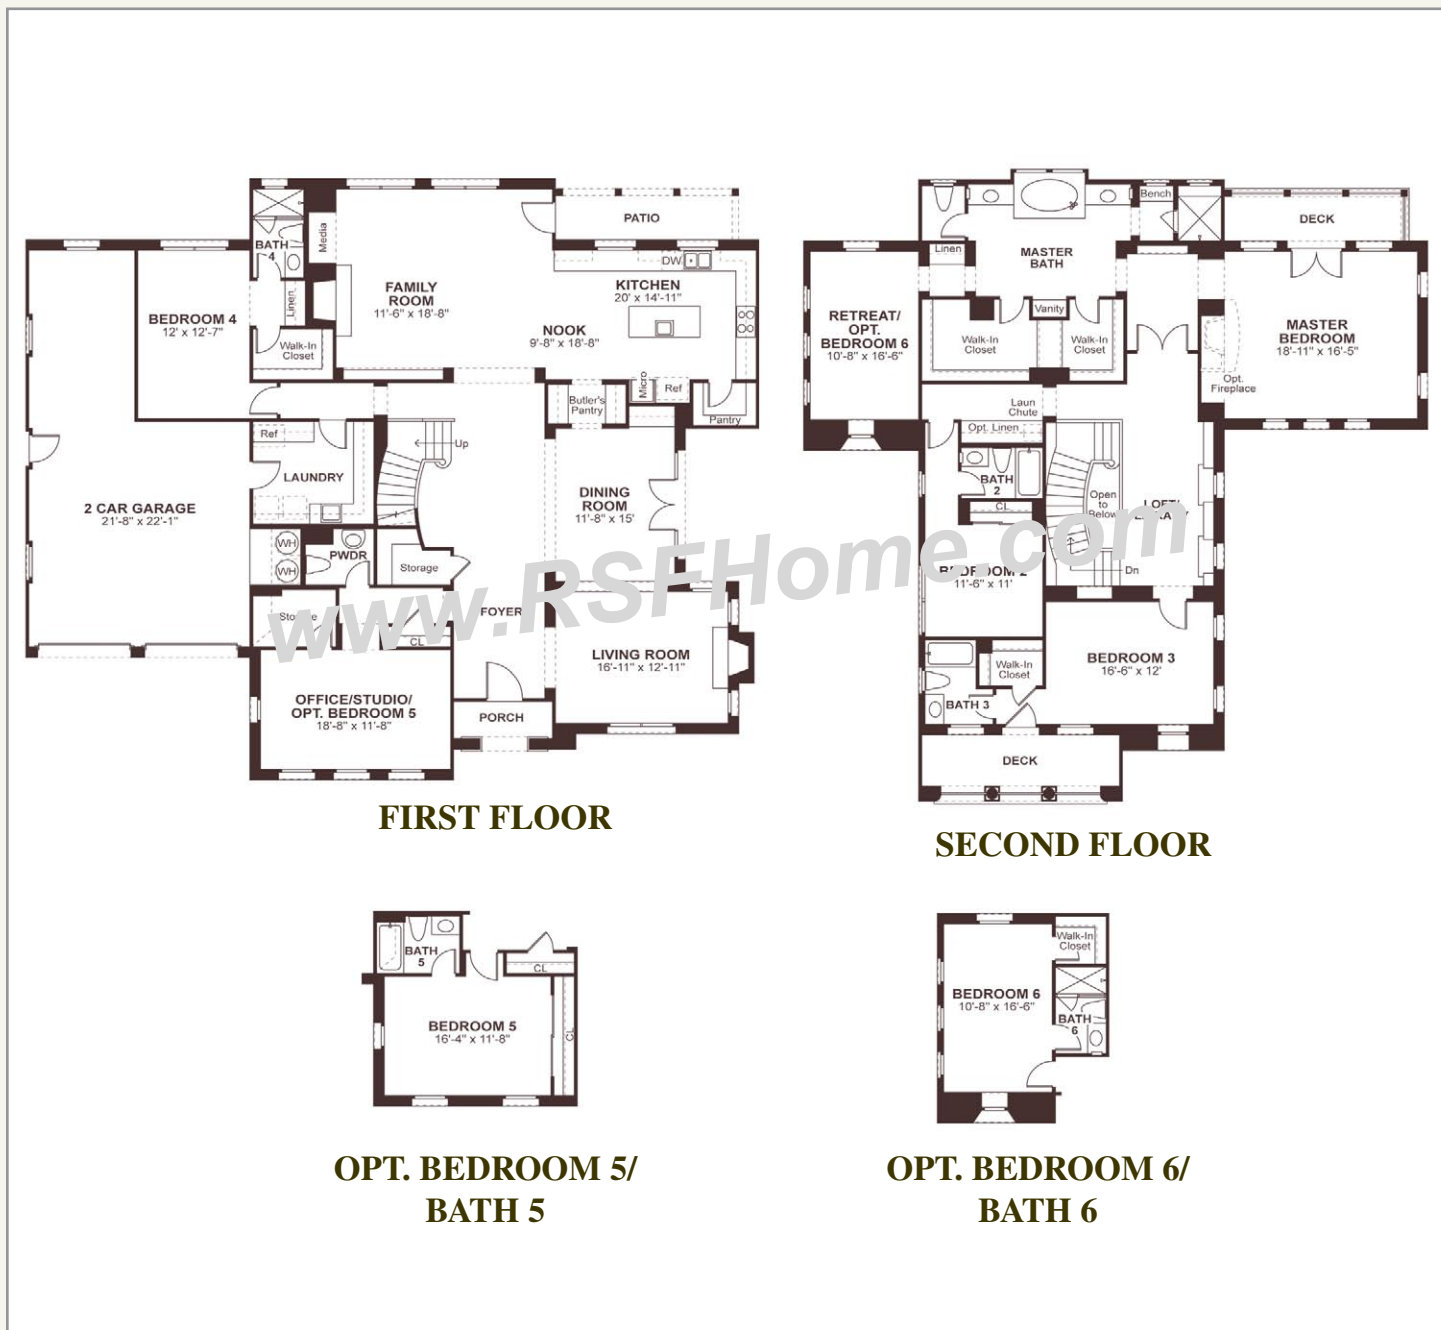 PATIO
BATH
4
Media
DW
FAMILY
ROOM
11'-6" x 18'-8"
KITCHEN
20' x 14'-11"
Linen
BEDROOM 4
12' x 12'-7"
NOOK
9'-8" x 18'-8"
Walk-In
Closet
Micro
Ref
Butler's
Pantry
Pantry
Ref
Up
LAUNDRY
DINING
ROOM
11'-8" x 15'
2 CAR GARAGE
21'-8" x 22'-1"
WH
WH
PWDR
Storage
Storage
FOYER
CL
LIVING ROOM
16'-11" x 12'-11"
OFFICE/STUDIO/
OPT. BEDROOM 5
18'-8" x 11'-8"
PORCH
FIRST FLOOR
Bench
DECK
Linen
MASTER
BATH
RETREAT/
OPT.
BEDROOM 6
10'-8" x 16'-6"
Vanity
Walk-In
Closet
Walk-In
Closet
MASTER
BEDROOM
18'-11" x 16'-5"
Opt.
Fireplace
Laun
Chute
Opt. Linen
BATH
2
CL
Open
to
Below
LOFT/
Dn
BEDROOM 2
11'-6" x 11'
BEDROOM 3
16'-6" x 12'
Walk-In
Closet
BATH 3
DECK
SECOND FLOOR
www.RSFHome.com
BATH
5
CL
BEDROOM 5
16'-4" x 11'-8"
CL
OPT. BEDROOM 5/
BATH 5
Walk-In
Closet
BEDROOM 6
10'-8" x 16'-6"
BATH
6
OPT. BEDROOM 6/
BATH 6